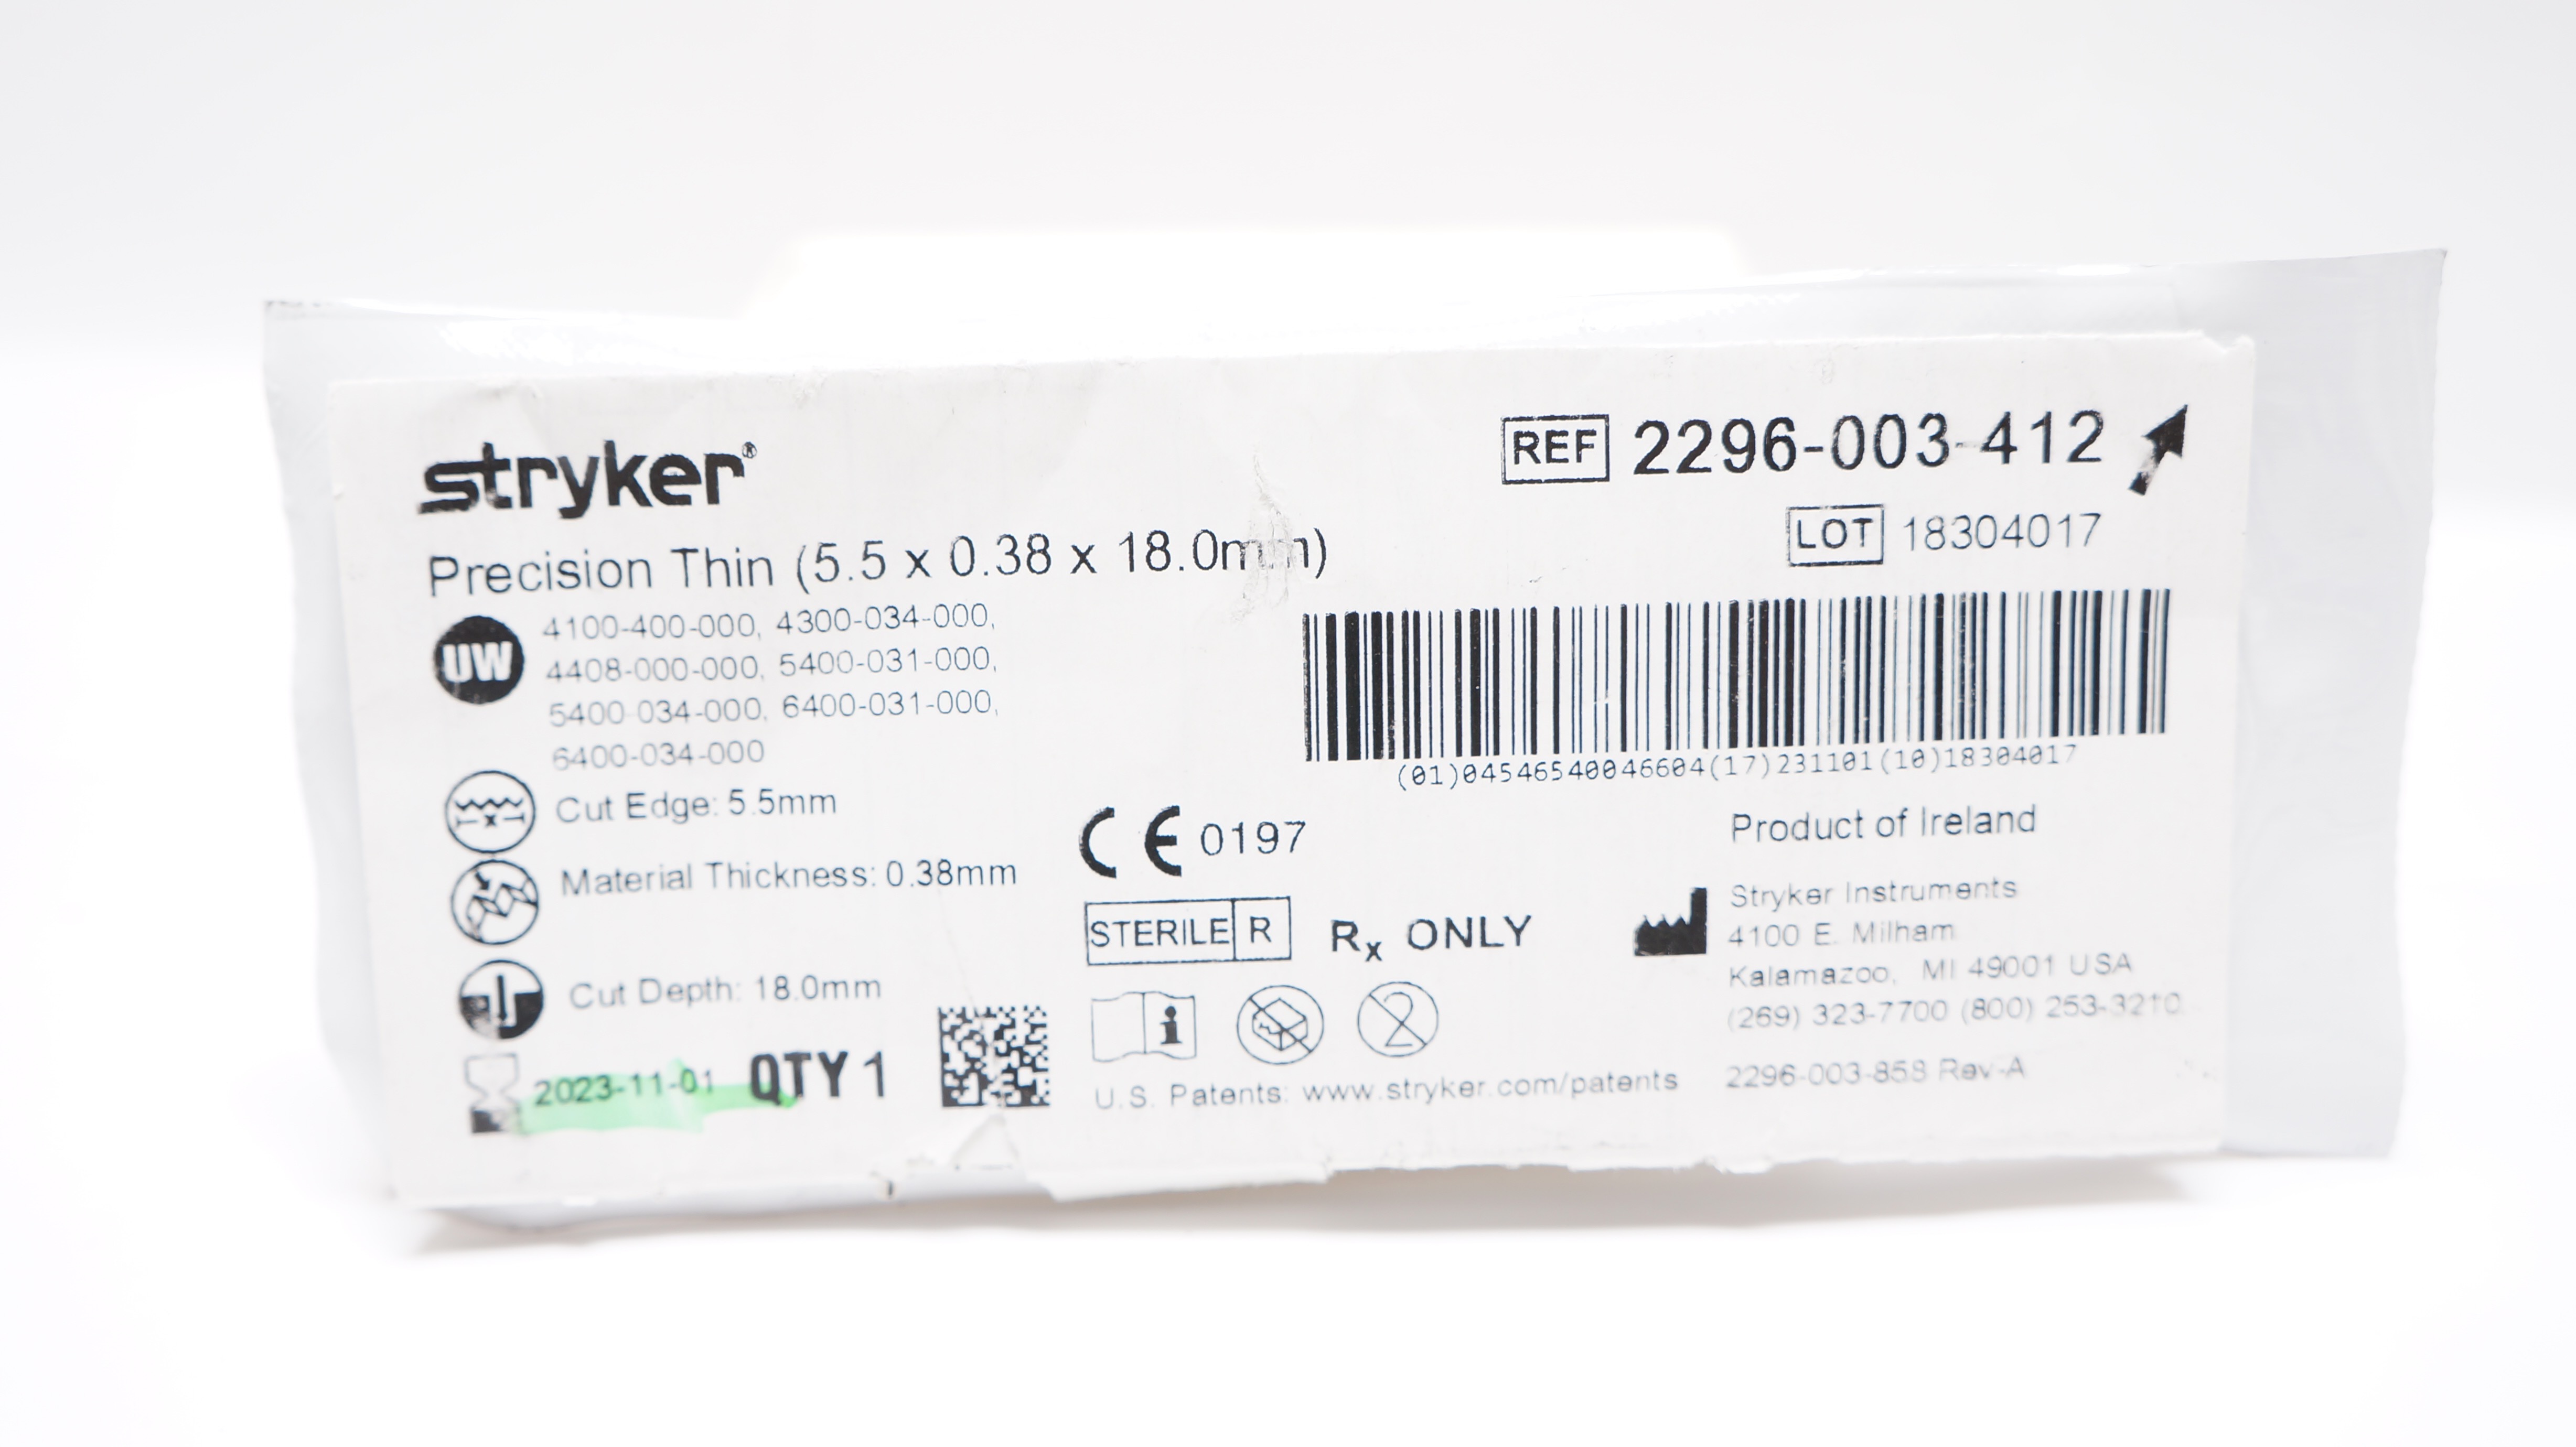 stryker®
Precision Thin (5.5 x 0.38 x 18.0mm)
REF 2296-003-412
LOT 18304017
UW
4100-400-000, 4300-034-000,
4408-000-000, 5400-031-000,
5400-034-000, 6400-031-000,
6400-034-000
(01)04546540046604(17)231101(10)18304017
Cut Edge: 5.5mm
Material Thickness: 0.38mm
Cut Depth: 18.0mm
2023-11-01 QTY 1
CE 0197
STERILE R
Rx ONLY
2
U.S. Patents: www.stryker.com/patents
Product of Ireland
Stryker Instruments
4100 E. Milham
Kalamazoo, MI 49001 USA
(269) 323-7700 (800) 253-3210
2296-003-858 Rev-A